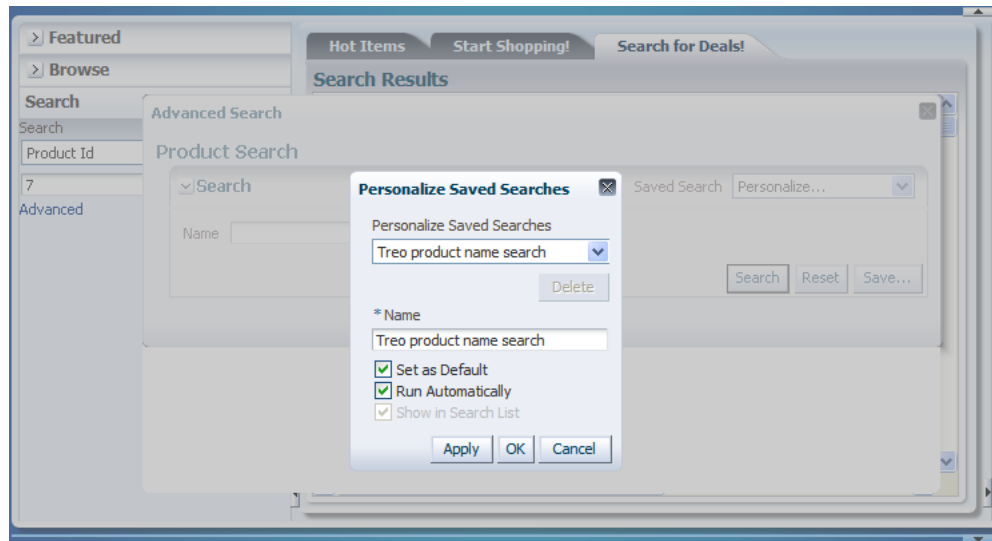 Featured
Hot Items Start Shopping! Search for Deals!
Browse
Search Results
Search
Advanced Search
Search
Product Id
Product Search
7
Search
Personalize Saved Searches
Saved Search Personalize...
Advanced
Name
Personalize Saved Searches
Treo product name search
Delete
Search Reset Save...
* Name
Treo product name search
Set as Default
Run Automatically
Show in Search List
Apply OK Cancel